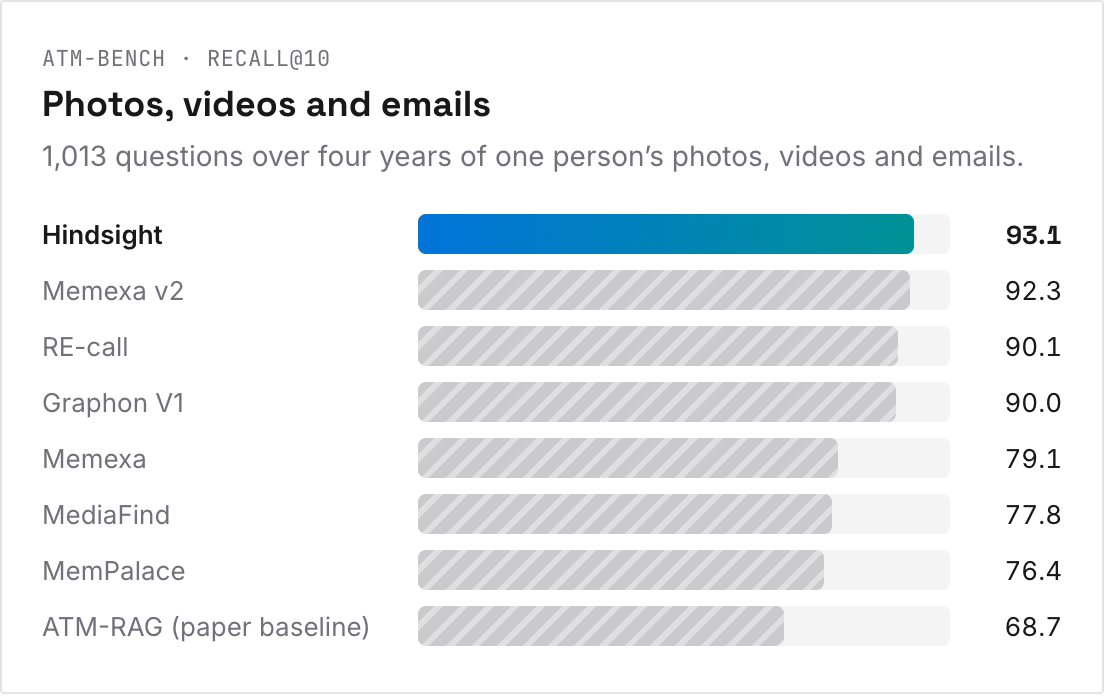 ATM-BENCH · RECALL@10
Photos, videos and emails
1,013 questions over four years of one person’s photos, videos and emails.
Hindsight 93.1
Memexa v2 92.3
RE-call 90.1
Graphon V1 90.0
Memexa 79.1
MediaFind 77.8
MemPalace 76.4
ATM-RAG (paper baseline) 68.7